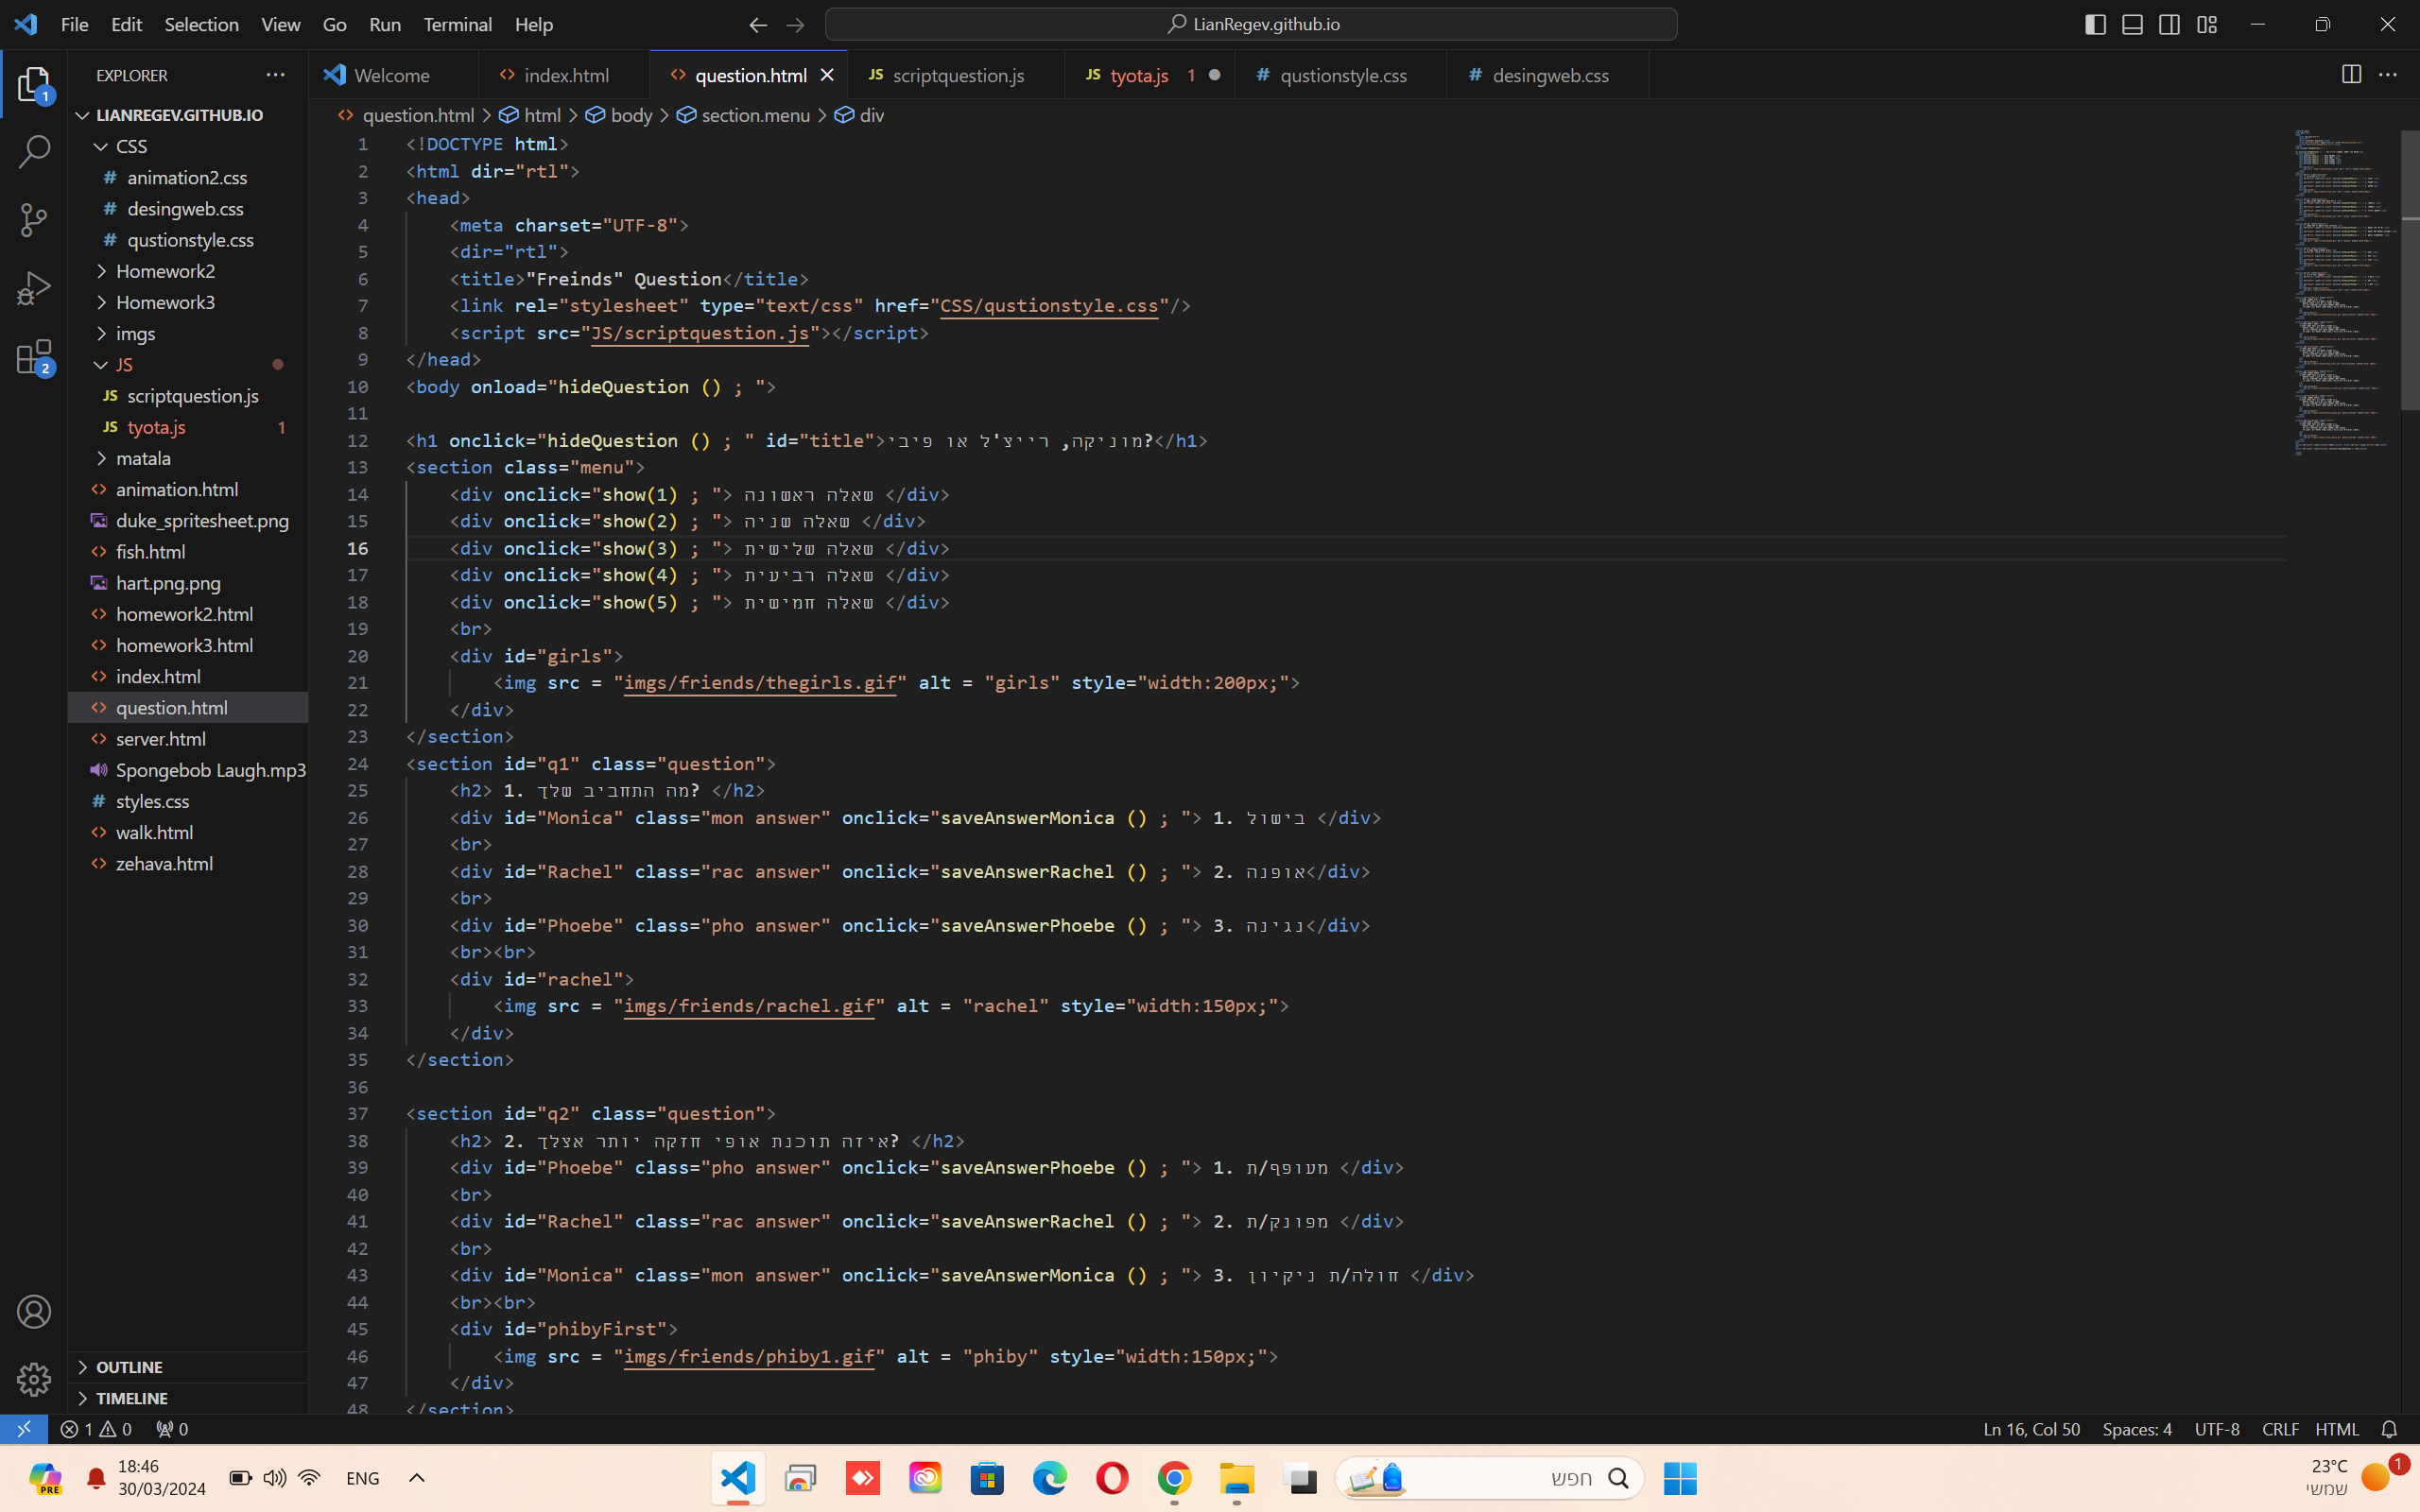 File Edit Selection View Go Run Terminal Help
LianRegev.github.io
EXPLORER
Welcome
index.html
question.html
JS scriptquestion.js
JS tyota.js 1
# qustionstyle.css
# desingweb.css
question.html > html > body > section.menu > div
LIANREGEV.GITHUB.IO
CSS
# animation2.css
# desingweb.css
# qustionstyle.css
Homework2
Homework3
imgs
JS
JS scriptquestion.js
JS tyota.js 1
matala
animation.html
duke_spritesheet.png
fish.html
hart.png.png
homework2.html
homework3.html
index.html
question.html
server.html
Spongebob Laugh.mp3
# styles.css
walk.html
zehava.html
OUTLINE
TIMELINE
1
2
1 <!DOCTYPE html>
2 <html dir="rtl">
3 <head>
4 <meta charset="UTF-8">
5 <dir="rtl">
6 <title>"Freinds" Question</title>
7 <link rel="stylesheet" type="text/css" href="CSS/qustionstyle.css"/>
8 <script src="JS/scriptquestion.js"></script>
9 </head>
10 <body onload="hideQuestion () ; ">
11
12 <h1 onclick="hideQuestion () ; " id="title">מוניקה, רייצ'ל או פיבי?</h1>
13 <section class="menu">
14 <div onclick="show(1) ; "> שאלה ראשונה </div>
15 <div onclick="show(2) ; "> שאלה שניה </div>
16 <div onclick="show(3) ; "> שאלה שלישית </div>
17 <div onclick="show(4) ; "> שאלה רביעית </div>
18 <div onclick="show(5) ; "> שאלה חמישית </div>
19 <br>
20 <div id="girls">
21 <img src = "imgs/friends/thegirls.gif" alt = "girls" style="width:200px;">
22 </div>
23 </section>
24 <section id="q1" class="question">
25 <h2> 1. מה התחביב שלך? </h2>
26 <div id="Monica" class="mon answer" onclick="saveAnswerMonica () ; "> 1. בישול </div>
27 <br>
28 <div id="Rachel" class="rac answer" onclick="saveAnswerRachel () ; "> 2. אופנה</div>
29 <br>
30 <div id="Phoebe" class="pho answer" onclick="saveAnswerPhoebe () ; "> 3. נגינה</div>
31 <br><br>
32 <div id="rachel">
33 <img src = "imgs/friends/rachel.gif" alt = "rachel" style="width:150px;">
34 </div>
35 </section>
36
37 <section id="q2" class="question">
38 <h2> 2. איזה תוכנת אופי חזקה יותר אצלך? </h2>
39 <div id="Phoebe" class="pho answer" onclick="saveAnswerPhoebe () ; "> 1. מעופף/ת </div>
40 <br>
41 <div id="Rachel" class="rac answer" onclick="saveAnswerRachel () ; "> 2. מפונק/ת </div>
42 <br>
43 <div id="Monica" class="mon answer" onclick="saveAnswerMonica () ; "> 3. חולה/ת ניקיון </div>
44 <br><br>
45 <div id="phibyFirst">
46 <img src = "imgs/friends/phiby1.gif" alt = "phiby" style="width:150px;">
47 </div>
48 </section>
1 0 0
Ln 16, Col 50 Spaces: 4 UTF-8 CRLF HTML
PRE
18:46
30/03/2024
ENG
חפש
23°C
שמשי
1